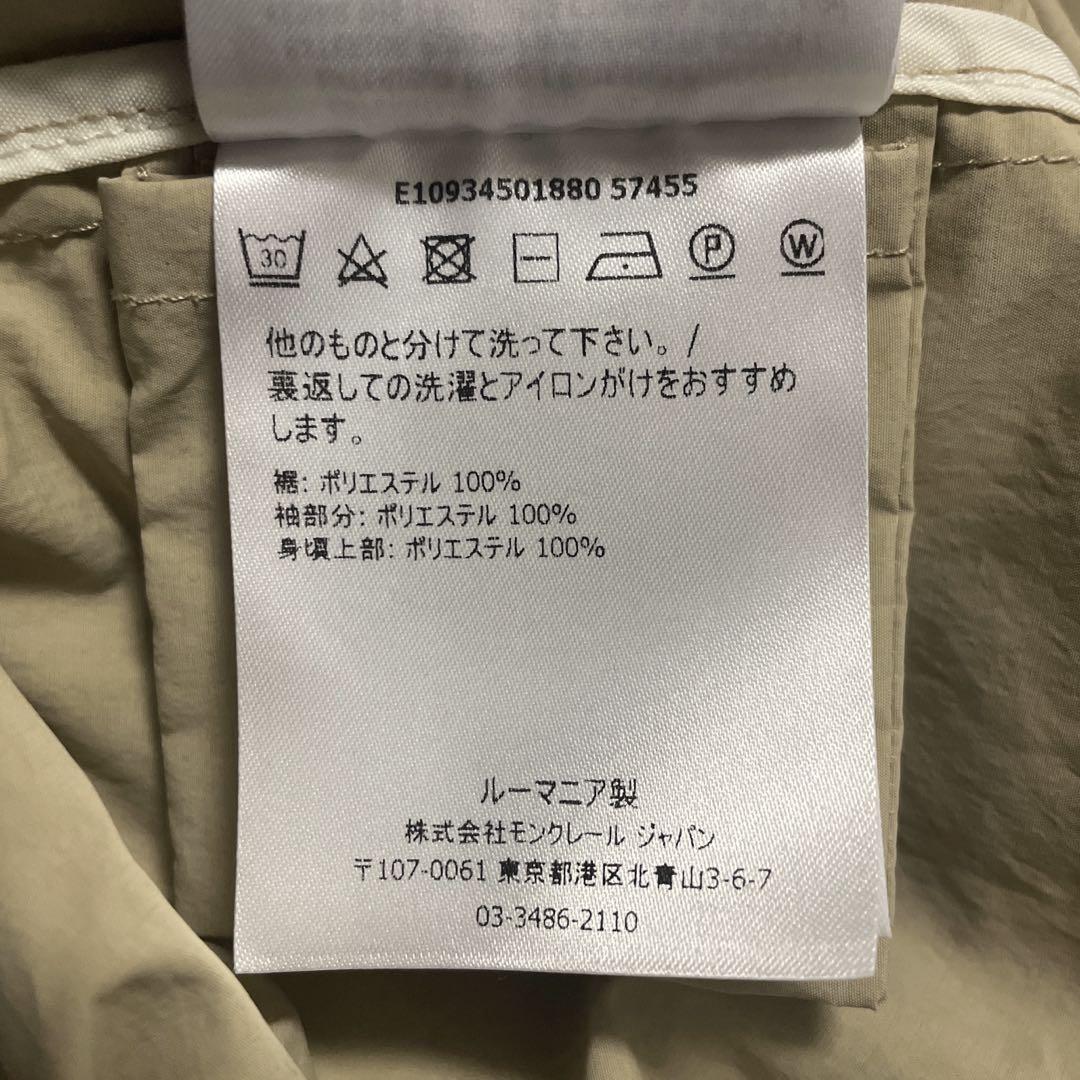 E10934501880 57455
30
P
W
他のものと分けて洗って下さい。/
裏返しての洗濯とアイロンがけをおすすめ
します。
裾: ポリエステル 100%
袖部分: ポリエステル 100%
身頃上部: ポリエステル 100%
ルーマニア製
株式会社モンクレール ジャパン
〒107-0061 東京都港区北青山3-6-7
03-3486-2110